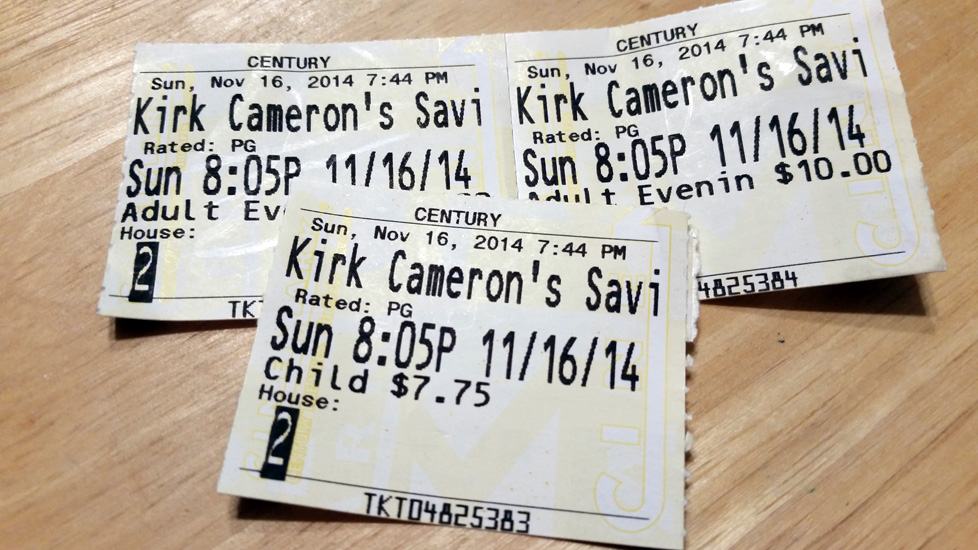 CENTURY
Sun, Nov 16, 2014 7:44 PM
Kirk Cameron's Savi
Rated: PG
Sun 8:05P 11/16/14
Adult Ev
House:
2
TKT
CENTURY
Sun, Nov 16, 2014 7:44 PM
Kirk Cameron's Savi
Rated: PG
Sun 8:05P 11/16/14
Adult Evenin $10.00
4825384
CENTURY
Sun, Nov 16, 2014 7:44 PM
Kirk Cameron's Savi
Rated: PG
Sun 8:05P 11/16/14
Child $7.75
House:
2
TKT04825383